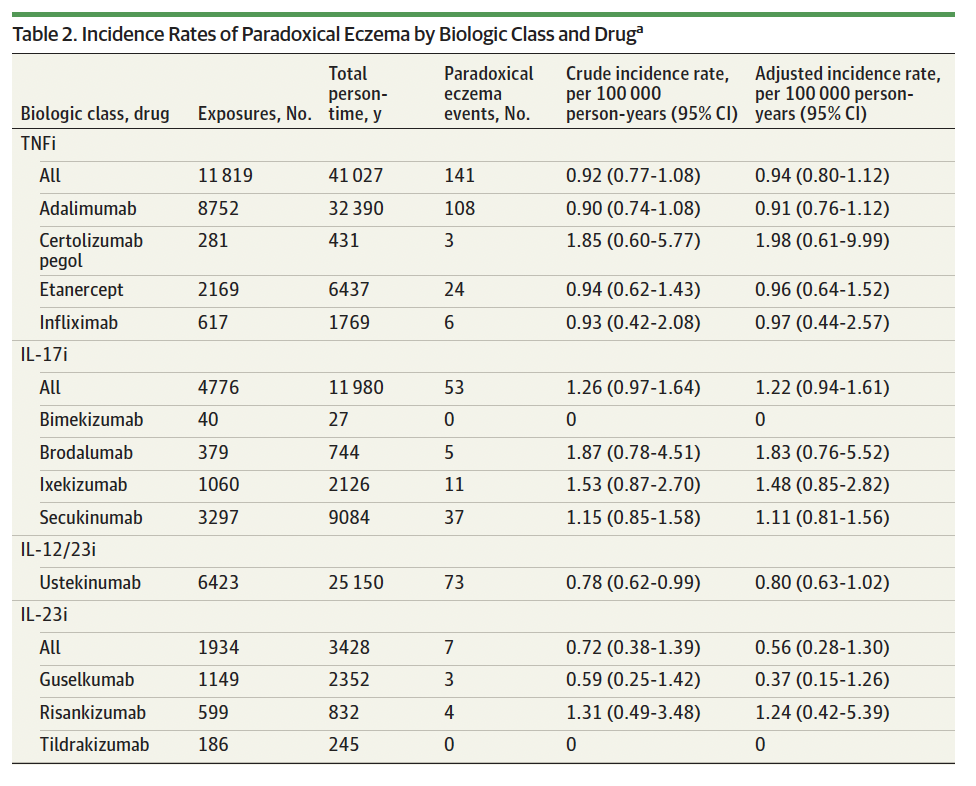 Table 2. Incidence Rates of Paradoxical Eczema by Biologic Class and Drugᵃ
Biologic class, drug Exposures, No. Total person-time, y Paradoxical eczema events, No. Crude incidence rate, per 100 000 person-years (95% CI) Adjusted incidence rate, per 100 000 person-years (95% CI)
TNFi
All 11 819 41 027 141 0.92 (0.77-1.08) 0.94 (0.80-1.12)
Adalimumab 8752 32 390 108 0.90 (0.74-1.08) 0.91 (0.76-1.12)
Certolizumab pegol 281 431 3 1.85 (0.60-5.77) 1.98 (0.61-9.99)
Etanercept 2169 6437 24 0.94 (0.62-1.43) 0.96 (0.64-1.52)
Infliximab 617 1769 6 0.93 (0.42-2.08) 0.97 (0.44-2.57)
IL-17i
All 4776 11 980 53 1.26 (0.97-1.64) 1.22 (0.94-1.61)
Bimekizumab 40 27 0 0 0
Brodalumab 379 744 5 1.87 (0.78-4.51) 1.83 (0.76-5.52)
Ixekizumab 1060 2126 11 1.53 (0.87-2.70) 1.48 (0.85-2.82)
Secukinumab 3297 9084 37 1.15 (0.85-1.58) 1.11 (0.81-1.56)
IL-12/23i
Ustekinumab 6423 25 150 73 0.78 (0.62-0.99) 0.80 (0.63-1.02)
IL-23i
All 1934 3428 7 0.72 (0.38-1.39) 0.56 (0.28-1.30)
Guselkumab 1149 2352 3 0.59 (0.25-1.42) 0.37 (0.15-1.26)
Risankizumab 599 832 4 1.31 (0.49-3.48) 1.24 (0.42-5.39)
Tildrakizumab 186 245 0 0 0